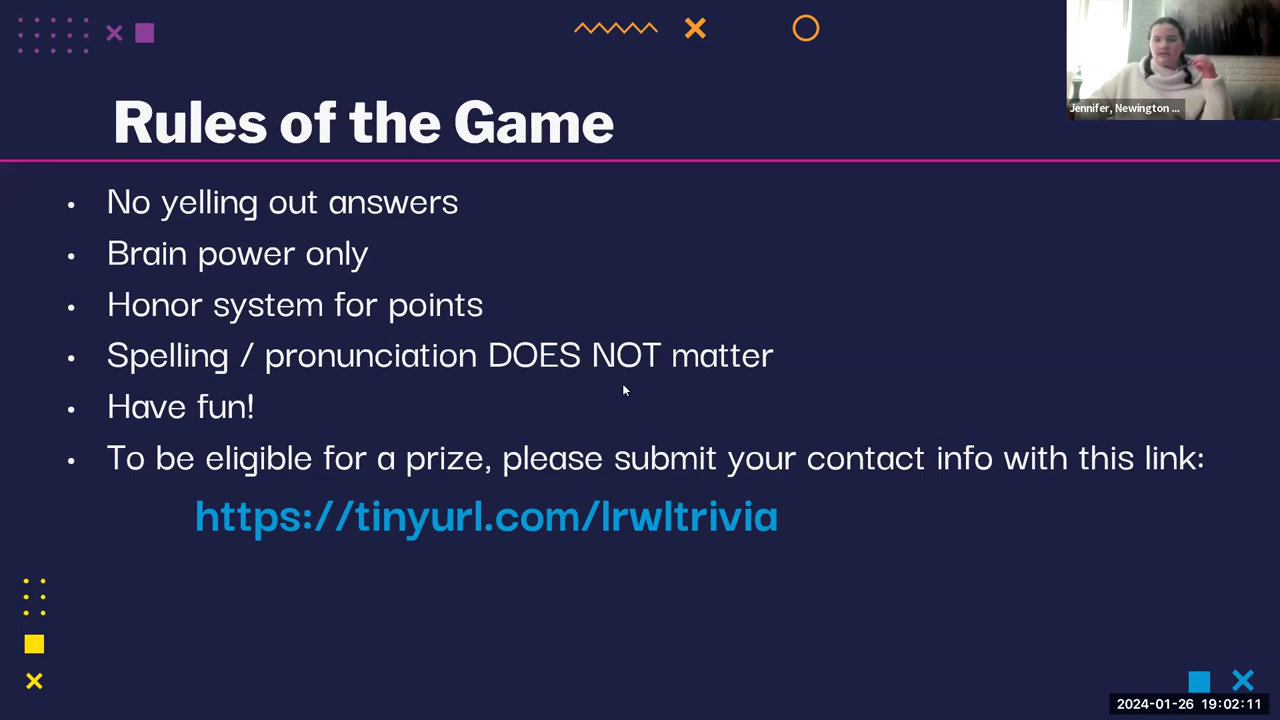 Jennifer, Newington ...
Rules of the Game
• No yelling out answers
• Brain power only
• Honor system for points
• Spelling / pronunciation DOES NOT matter
• Have fun!
• To be eligible for a prize, please submit your contact info with this link:
https://tinyurl.com/lrwltrivia
2024-01-26 19:02:11